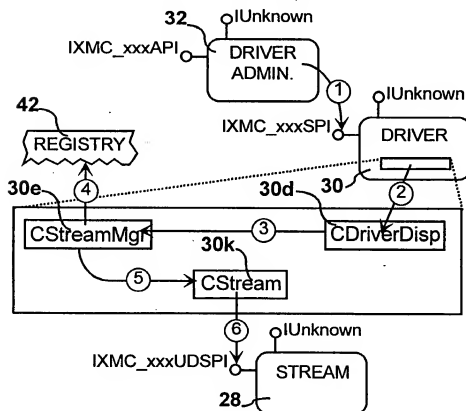 32
IUnknown
IXMC_xxxAPI
DRIVER
ADMIN.
1
42
IUnknown
IXMC_xxxSPI
REGISTRY
DRIVER
30
4
2
30e
30d
CStreamMgr
3
CDriverDisp
30k
5
CStream
6
IUnknown
IXMC_xxxUDSPI
STREAM
28